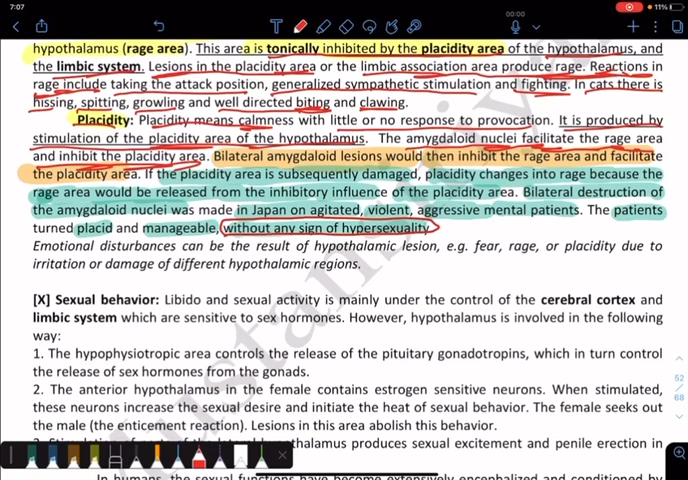 7:07
00:00
11%
T
hypothalamus (rage area). This area is tonically inhibited by the placidity area of the hypothalamus, and
the limbic system. Lesions in the placidity area or the limbic association area produce rage. Reactions in
rage include taking the attack position, generalized sympathetic stimulation and fighting. In cats there is
hissing, spitting, growling and well directed biting and clawing.
Placidity: Placidity means calmness with little or no response to provocation. It is produced by
stimulation of the placidity area of the hypothalamus. The amygdaloid nuclei facilitate the rage area
and inhibit the placidity area. Bilateral amygdaloid lesions would then inhibit the rage area and facilitate
the placidity area. If the placidity area is subsequently damaged, placidity changes into rage because the
rage area would be released from the inhibitory influence of the placidity area. Bilateral destruction of
the amygdaloid nuclei was made in Japan on agitated, violent, aggressive mental patients. The patients
turned placid and manageable, without any sign of hypersexuality.
Emotional disturbances can be the result of hypothalamic lesion, e.g. fear, rage, or placidity due to
irritation or damage of different hypothalamic regions.
[X] Sexual behavior: Libido and sexual activity is mainly under the control of the cerebral cortex and
limbic system which are sensitive to sex hormones. However, hypothalamus is involved in the following
way:
1. The hypophysiotropic area controls the release of the pituitary gonadotropins, which in turn control
the release of sex hormones from the gonads.
2. The anterior hypothalamus in the female contains estrogen sensitive neurons. When stimulated,
these neurons increase the sexual desire and initiate the heat of sexual behavior. The female seeks out
the male (the enticement reaction). Lesions in this area abolish this behavior.
thalamus produces sexual excitement and penile erection in
In humans, the sexual functions have become extensively encephalized and conditioned by
52
/
68